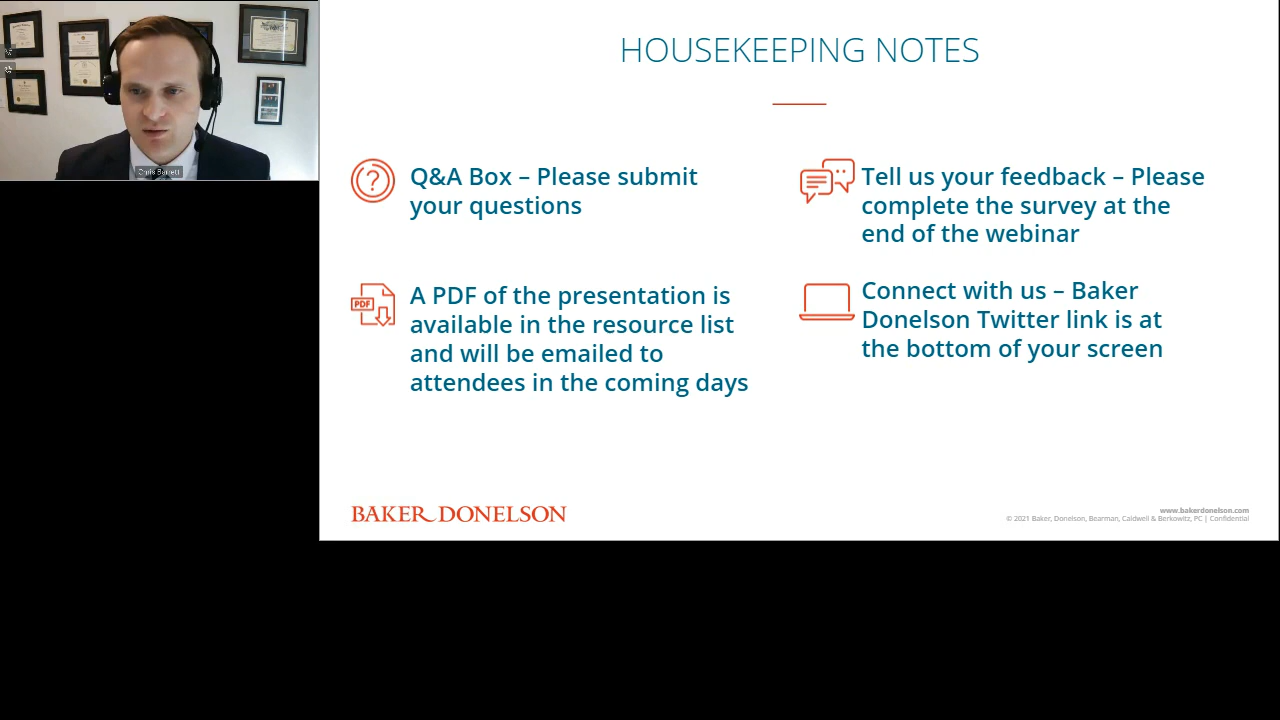 Chris Barrett
HOUSEKEEPING NOTES
Q&A Box – Please submit
your questions
Tell us your feedback – Please
complete the survey at the
end of the webinar
PDF
A PDF of the presentation is
available in the resource list
and will be emailed to
attendees in the coming days
Connect with us – Baker
Donelson Twitter link is at
the bottom of your screen
BAKER DONELSON
www.bakerdonelson.com
© 2021 Baker, Donelson, Bearman, Caldwell & Berkowitz, PC | Confidential